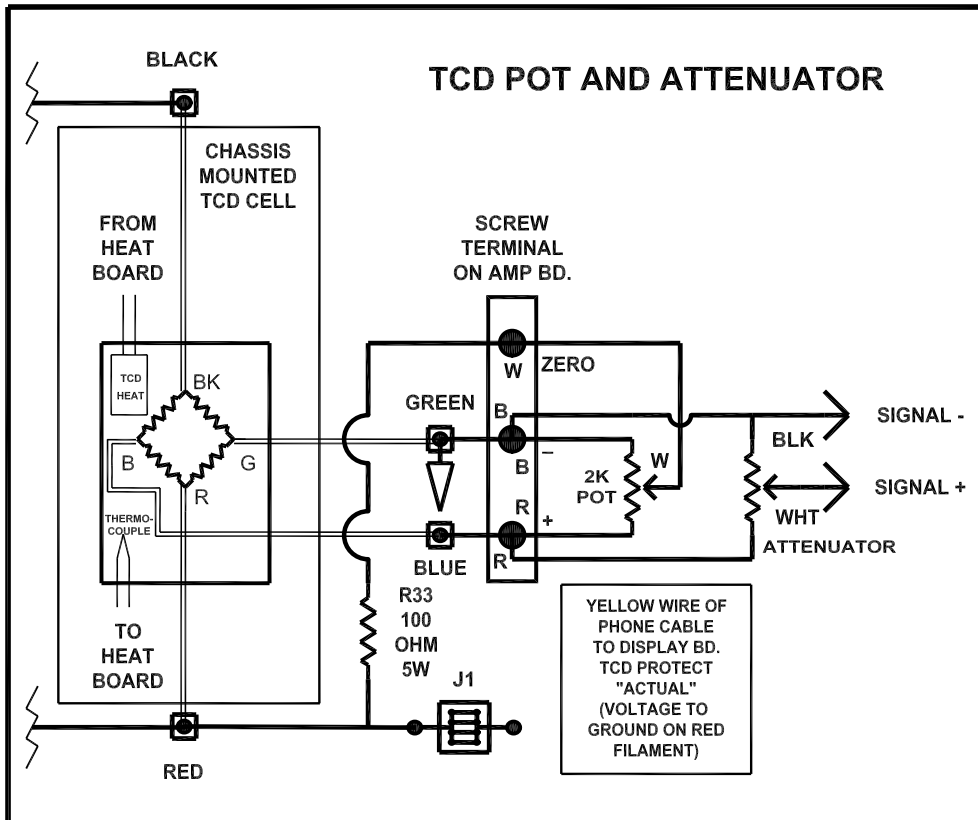 BLACK
TCD POT AND ATTENUATOR
CHASSIS
MOUNTED
TCD CELL
FROM
HEAT
BOARD
SCREW
TERMINAL
ON AMP BD.
TCD
HEAT
BK
B
G
R
THERMO-
COUPLE
TO
HEAT
BOARD
RED
GREEN
BLUE
W
ZERO
B
B
–
R
+
R
2K
POT
W
BLK
SIGNAL -
WHT
SIGNAL +
ATTENUATOR
R33
100
OHM
5W
J1
YELLOW WIRE OF
PHONE CABLE
TO DISPLAY BD.
TCD PROTECT
"ACTUAL"
(VOLTAGE TO
GROUND ON RED
FILAMENT)